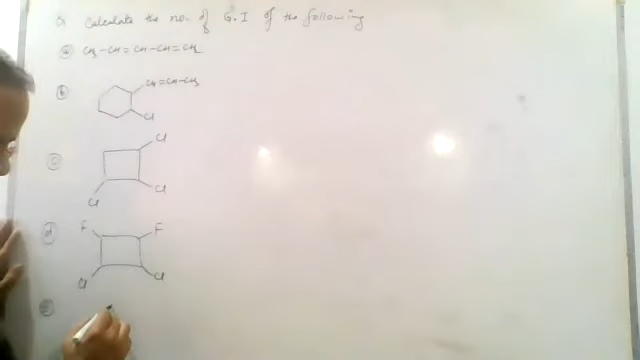 Q Calculate the no. of G.I of the following
(a) CH3-CH=CH-CH=CH2
(b)
CH=CH-CH3
Cl
(c)
Cl
Cl
Cl
(d)
F F
Cl Cl
(e)